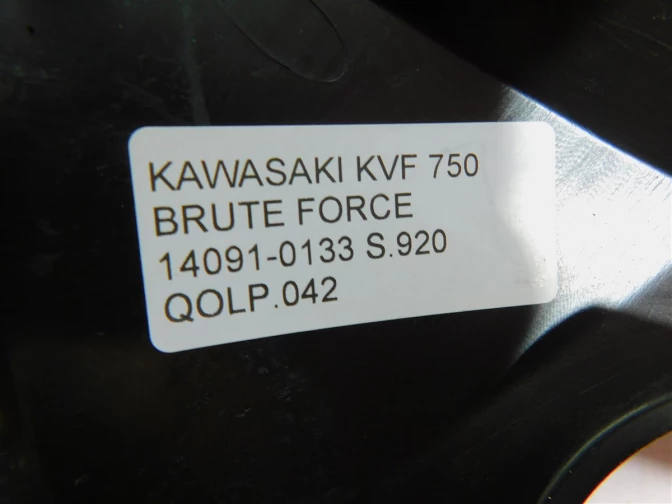 KAWASAKI KVF 750
BRUTE FORCE
14091-0133 S.920
QOLP.042